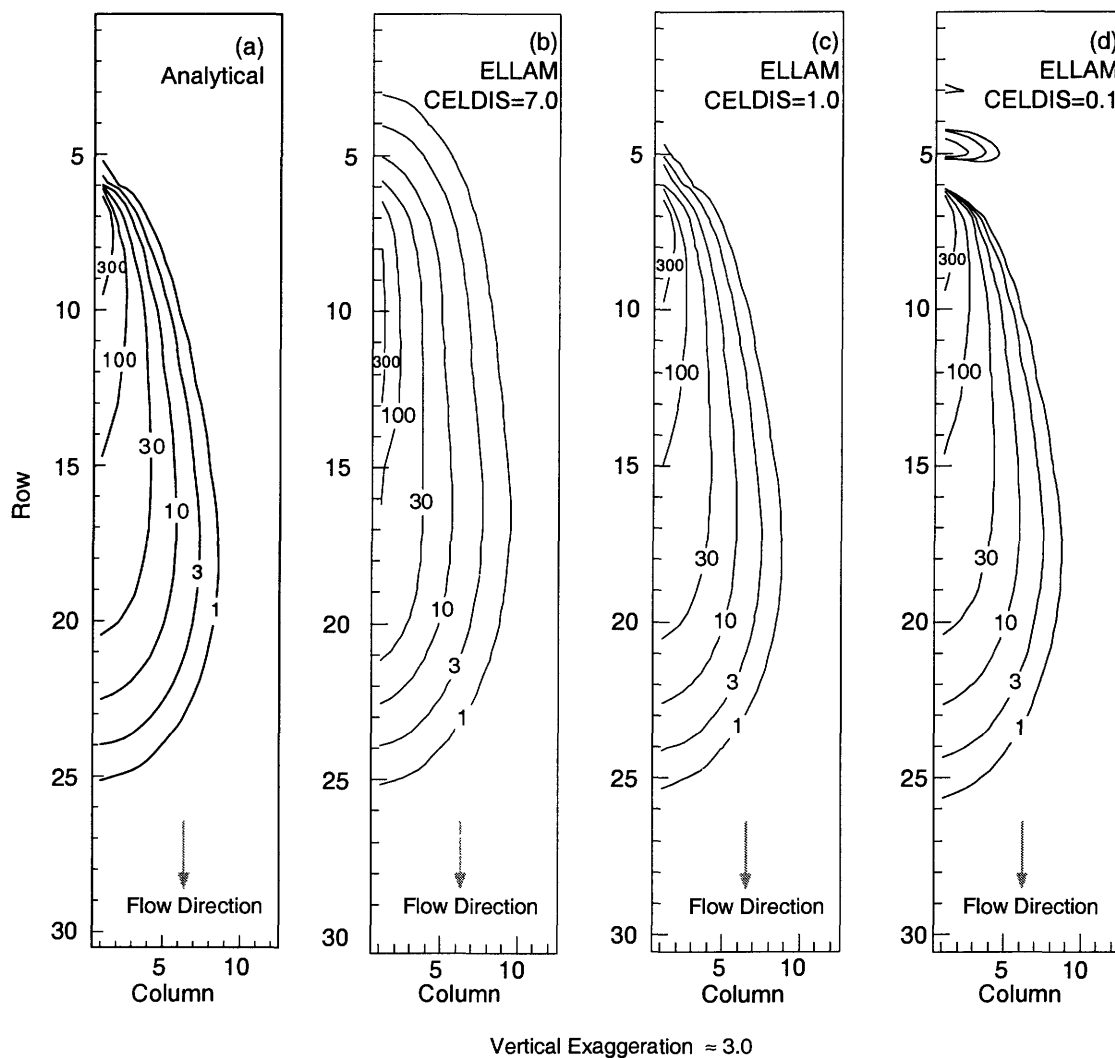 (a)
Analytical
5
10
15
20
25
30
Row
300
100
30
10
3
1
Flow Direction
5 10
Column
(b)
ELLAM
CELDIS=7.0
5
10
15
20
25
30
300
100
30
10
3
1
Flow Direction
5 10
Column
(c)
ELLAM
CELDIS=1.0
5
10
15
20
25
30
300
100
30
10
3
1
Flow Direction
5 10
Column
(d)
ELLAM
CELDIS=0.1
5
10
15
20
25
30
300
100
30
10
3
1
Flow Direction
5 10
Column
Vertical Exaggeration ≈ 3.0